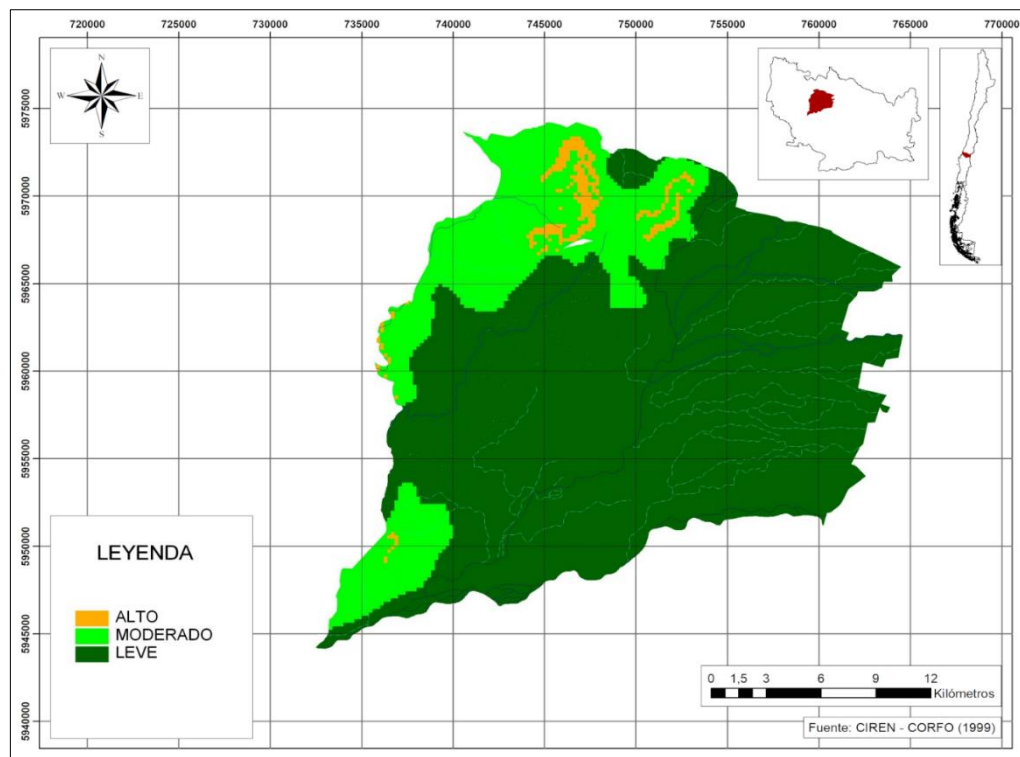 720000 725000 730000 735000 740000 745000 750000 755000 760000 765000 770000
N
W E
S
5975000
5970000
5965000
5960000
5955000
5950000
5945000
5940000
LEYENDA
ALTO
MODERADO
LEVE
0 1,5 3 6 9 12
Kilómetros
Fuente: CIREN - CORFO (1999)